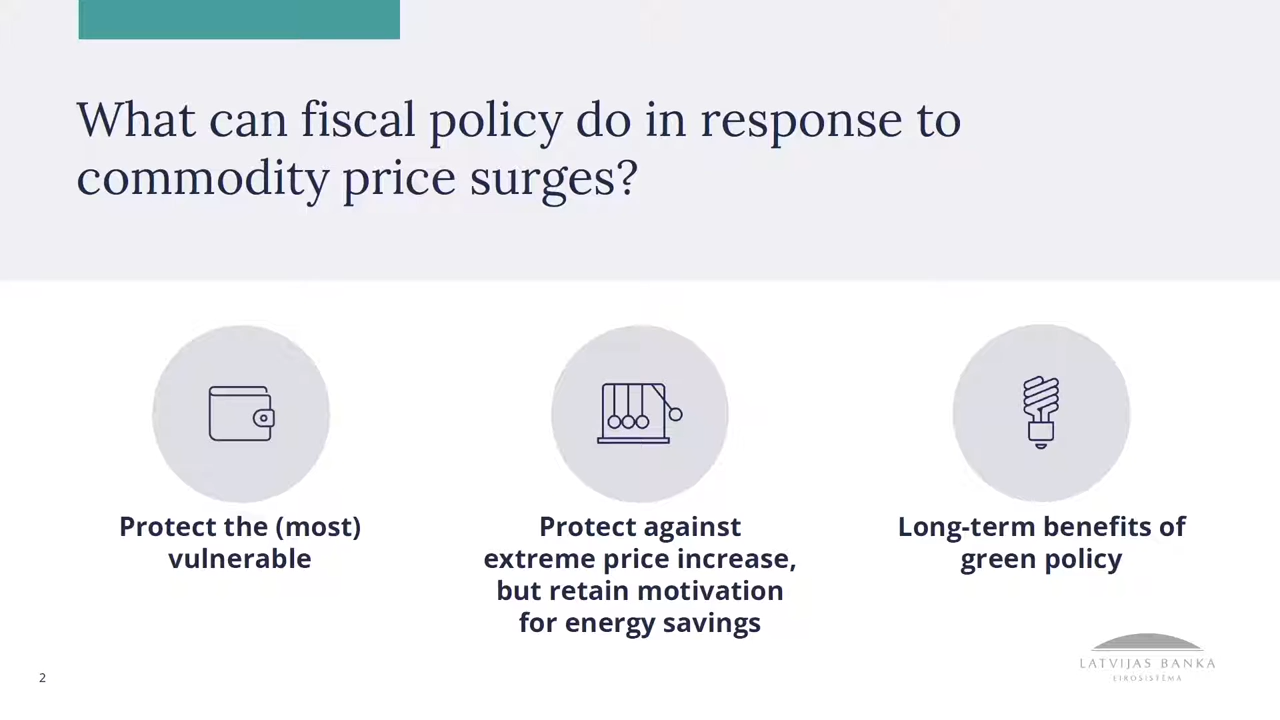 What can fiscal policy do in response to
commodity price surges?
Protect the (most)
vulnerable
Protect against
extreme price increase,
but retain motivation
for energy savings
Long-term benefits of
green policy
LATVIJAS BANKA
EIROSISTĒMA
2